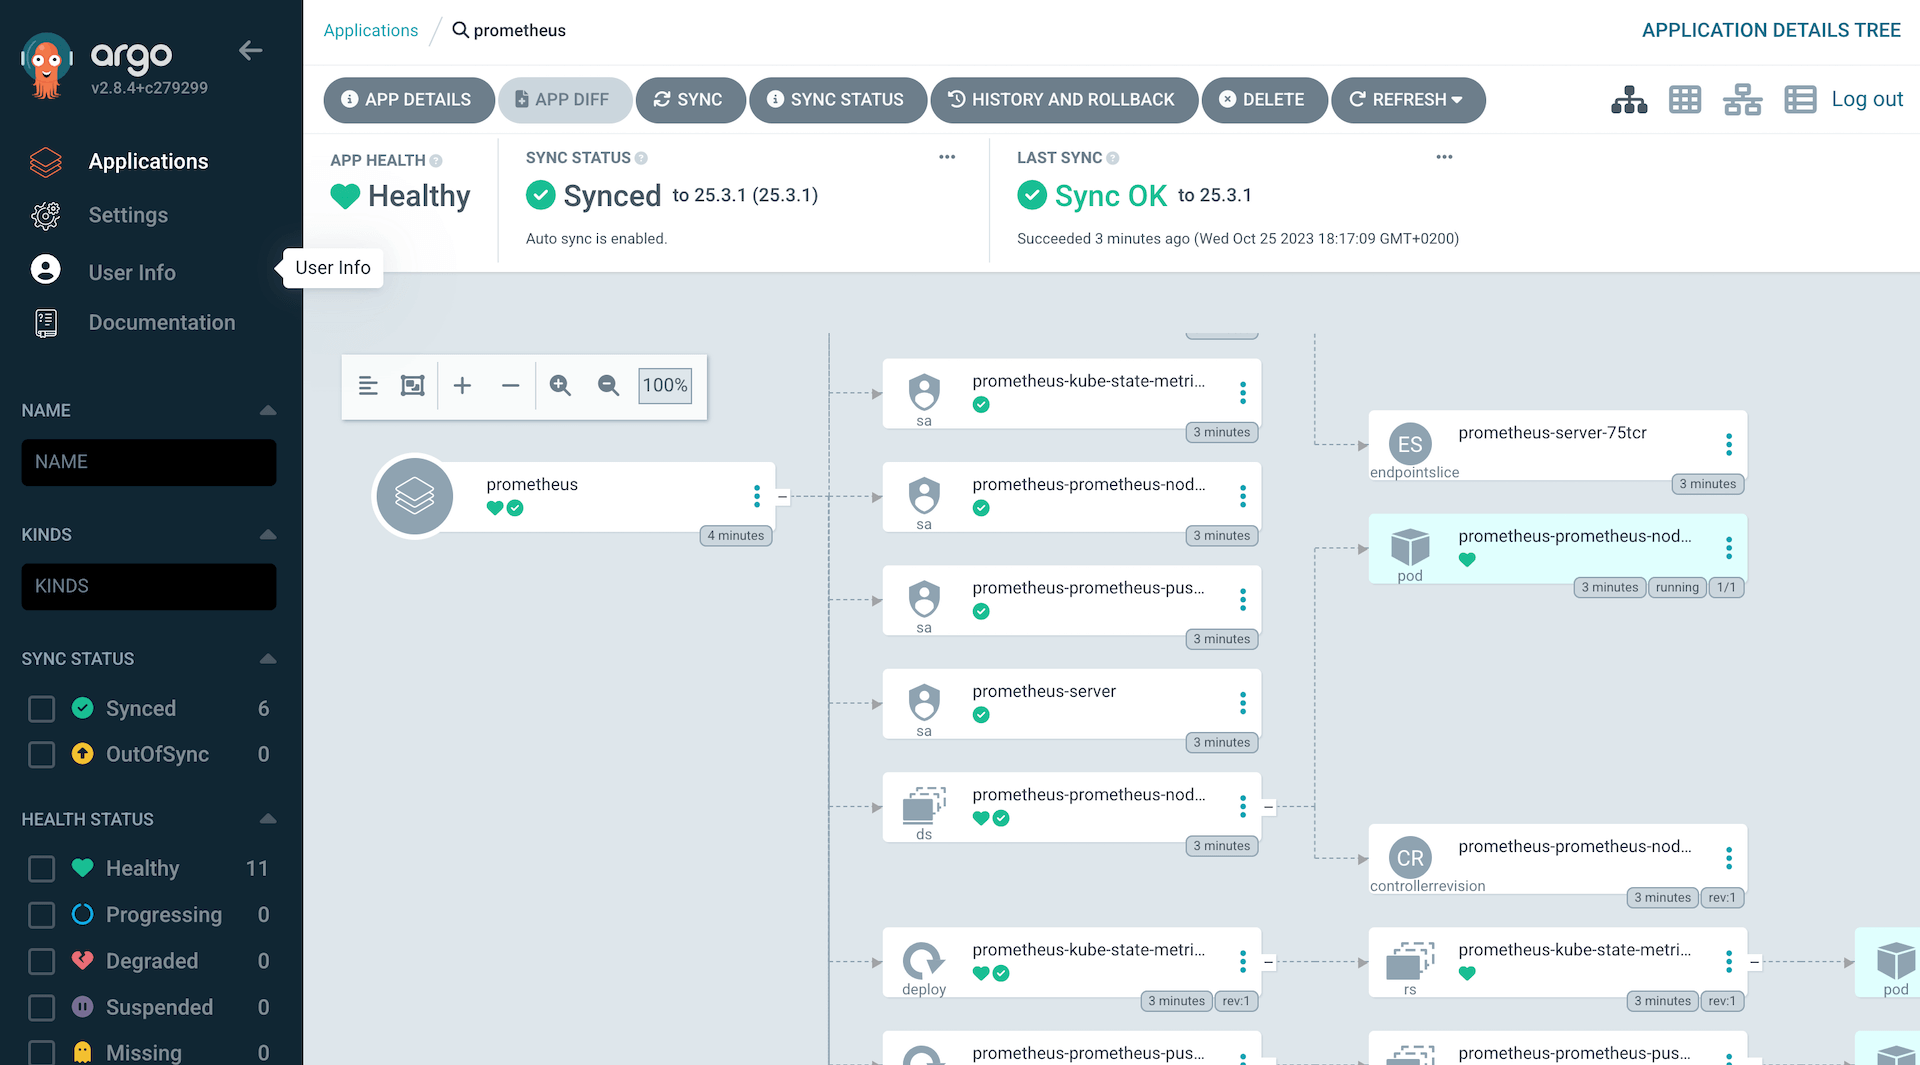 argo
v2.8.4+c279299
Applications
Settings
User Info
Documentation
NAME
NAME
KINDS
KINDS
SYNC STATUS
Synced 6
OutOfSync 0
HEALTH STATUS
Healthy 11
Progressing 0
Degraded 0
Suspended 0
Missing 0
User Info
Applications / prometheus
APPLICATION DETAILS TREE
APP DETAILS
APP DIFF
SYNC
SYNC STATUS
HISTORY AND ROLLBACK
DELETE
REFRESH
Log out
APP HEALTH
Healthy
SYNC STATUS
Synced to 25.3.1 (25.3.1)
Auto sync is enabled.
LAST SYNC
Sync OK to 25.3.1
Succeeded 3 minutes ago (Wed Oct 25 2023 18:17:09 GMT+0200)
100%
prometheus
4 minutes
prometheus-kube-state-metri...
sa
3 minutes
prometheus-prometheus-nod...
sa
3 minutes
prometheus-prometheus-pus...
sa
3 minutes
prometheus-server
sa
3 minutes
prometheus-prometheus-nod...
ds
3 minutes
prometheus-kube-state-metri...
deploy
3 minutes rev:1
prometheus-prometheus-pus...
ES
prometheus-server-75tcr
endpointslice
3 minutes
prometheus-prometheus-nod...
pod
3 minutes running 1/1
CR
prometheus-prometheus-nod...
controllerrevision
3 minutes rev:1
prometheus-kube-state-metri...
rs
3 minutes rev:1
prometheus-prometheus-pus...
pod